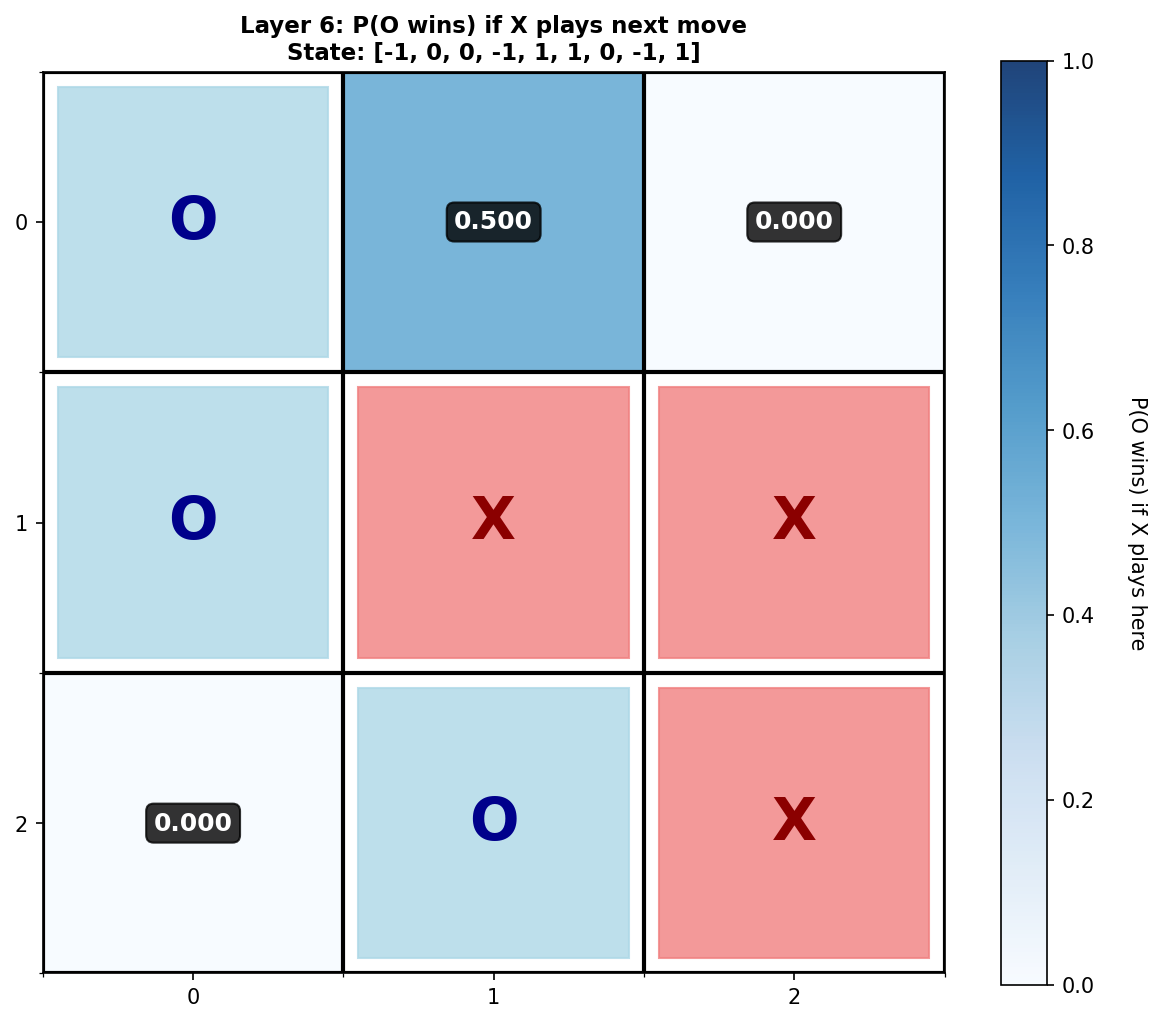 Layer 6: P(O wins) if X plays next move
State: [-1, 0, 0, -1, 1, 1, 0, -1, 1]
0
O
0.500
0.000
1
O
X
X
2
0.000
O
X
0
1
2
1.0
0.8
0.6
0.4
0.2
0.0
P(O wins) if X plays here